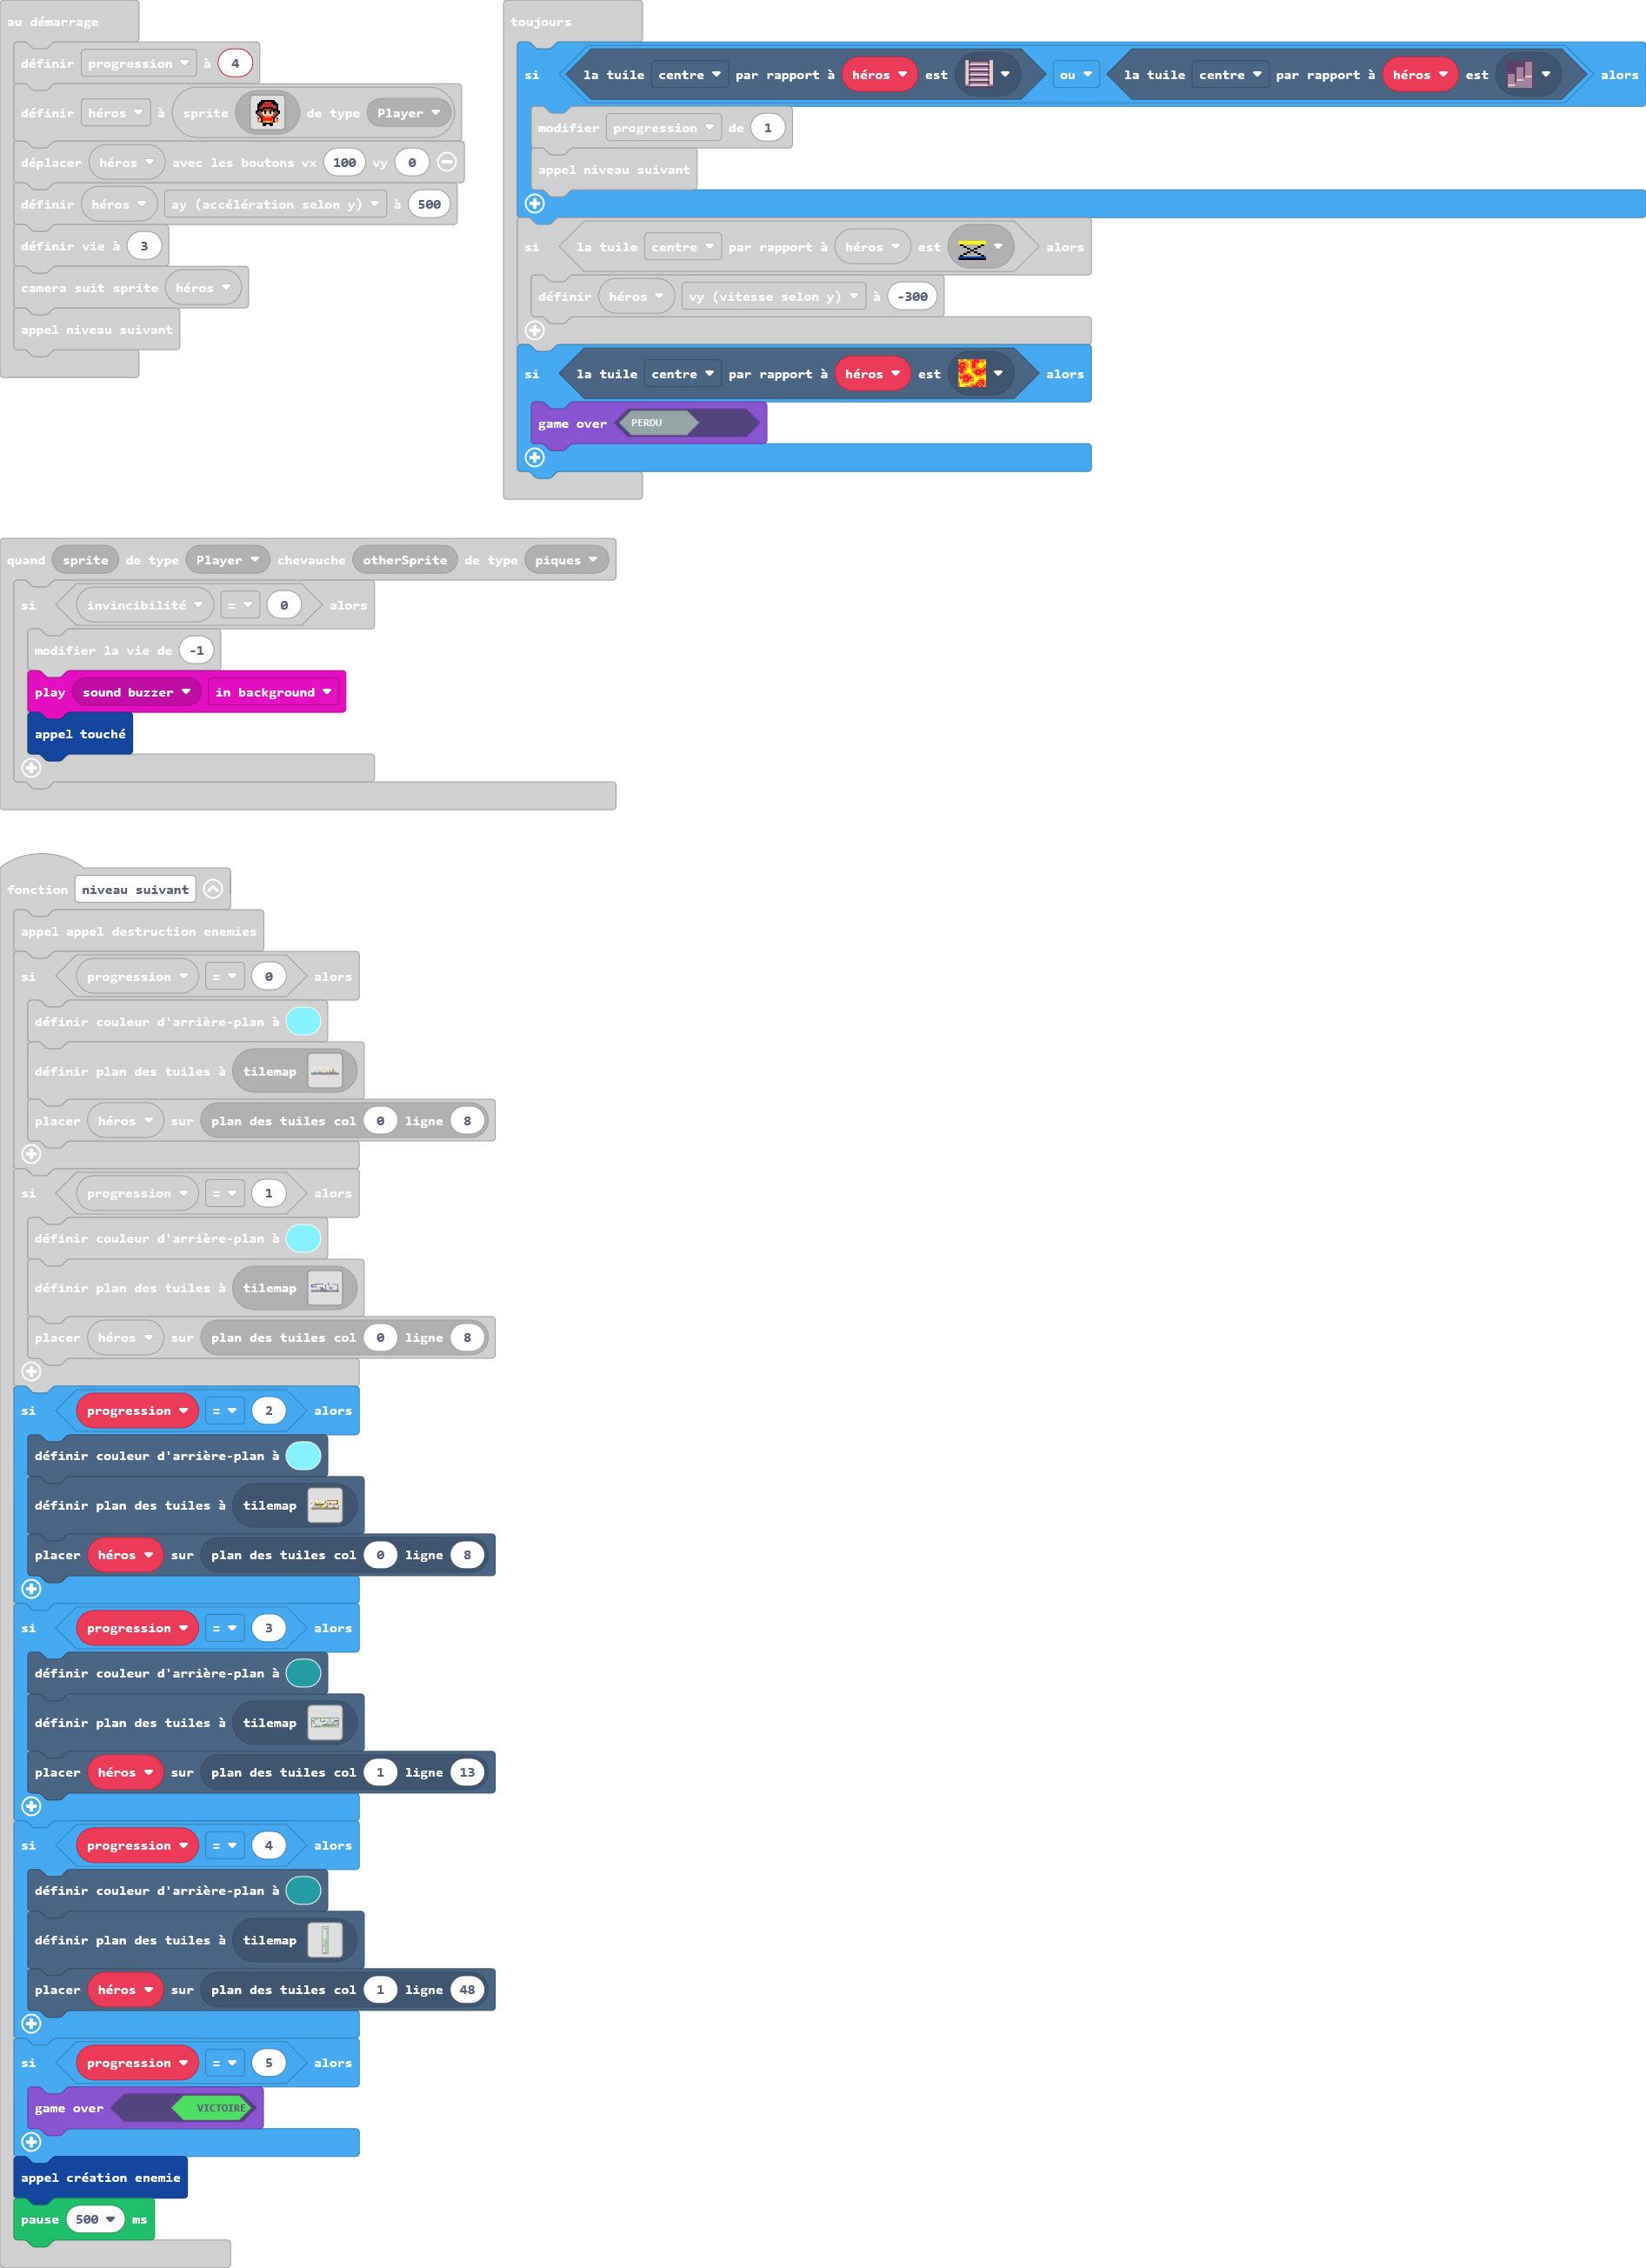 au démarrage
définir progression à 4
définir héros à sprite de type Player
déplacer héros avec les boutons vx 100 vy 0
définir héros ay (accélération selon y) à 500
définir vie à 3
camera suit sprite héros
appel niveau suivant
toujours
si la tuile centre par rapport à héros est ou la tuile centre par rapport à héros est alors
modifier progression de 1
appel niveau suivant
si la tuile centre par rapport à héros est alors
définir héros vy (vitesse selon y) à -300
si la tuile centre par rapport à héros est alors
game over PERDU
quand sprite de type Player chevauche otherSprite de type piques
si invincibilité = 0 alors
modifier la vie de -1
play sound buzzer in background
appel touché
fonction niveau suivant
appel appel destruction enemies
si progression = 0 alors
définir couleur d'arrière-plan à
définir plan des tuiles à tilemap
placer héros sur plan des tuiles col 0 ligne 8
si progression = 1 alors
définir couleur d'arrière-plan à
définir plan des tuiles à tilemap
placer héros sur plan des tuiles col 0 ligne 8
si progression = 2 alors
définir couleur d'arrière-plan à
définir plan des tuiles à tilemap
placer héros sur plan des tuiles col 0 ligne 8
si progression = 3 alors
définir couleur d'arrière-plan à
définir plan des tuiles à tilemap
placer héros sur plan des tuiles col 1 ligne 13
si progression = 4 alors
définir couleur d'arrière-plan à
définir plan des tuiles à tilemap
placer héros sur plan des tuiles col 1 ligne 48
si progression = 5 alors
game over VICTOIRE
appel création enemie
pause 500 ms